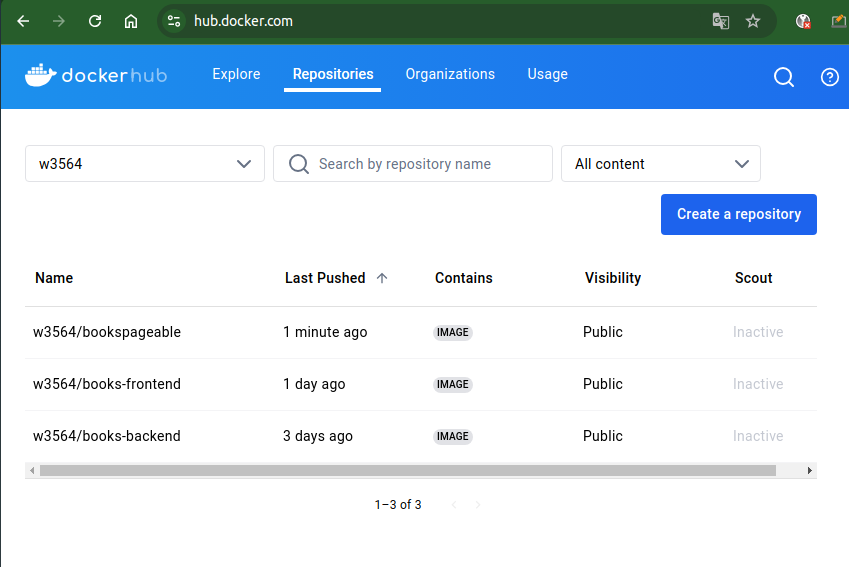 hub.docker.com
dockerhub Explore Repositories Organizations Usage
w3564 Search by repository name All content
Create a repository
Name Last Pushed Contains Visibility Scout
w3564/bookspageable 1 minute ago IMAGE Public Inactive
w3564/books-frontend 1 day ago IMAGE Public Inactive
w3564/books-backend 3 days ago IMAGE Public Inactive
1–3 of 3